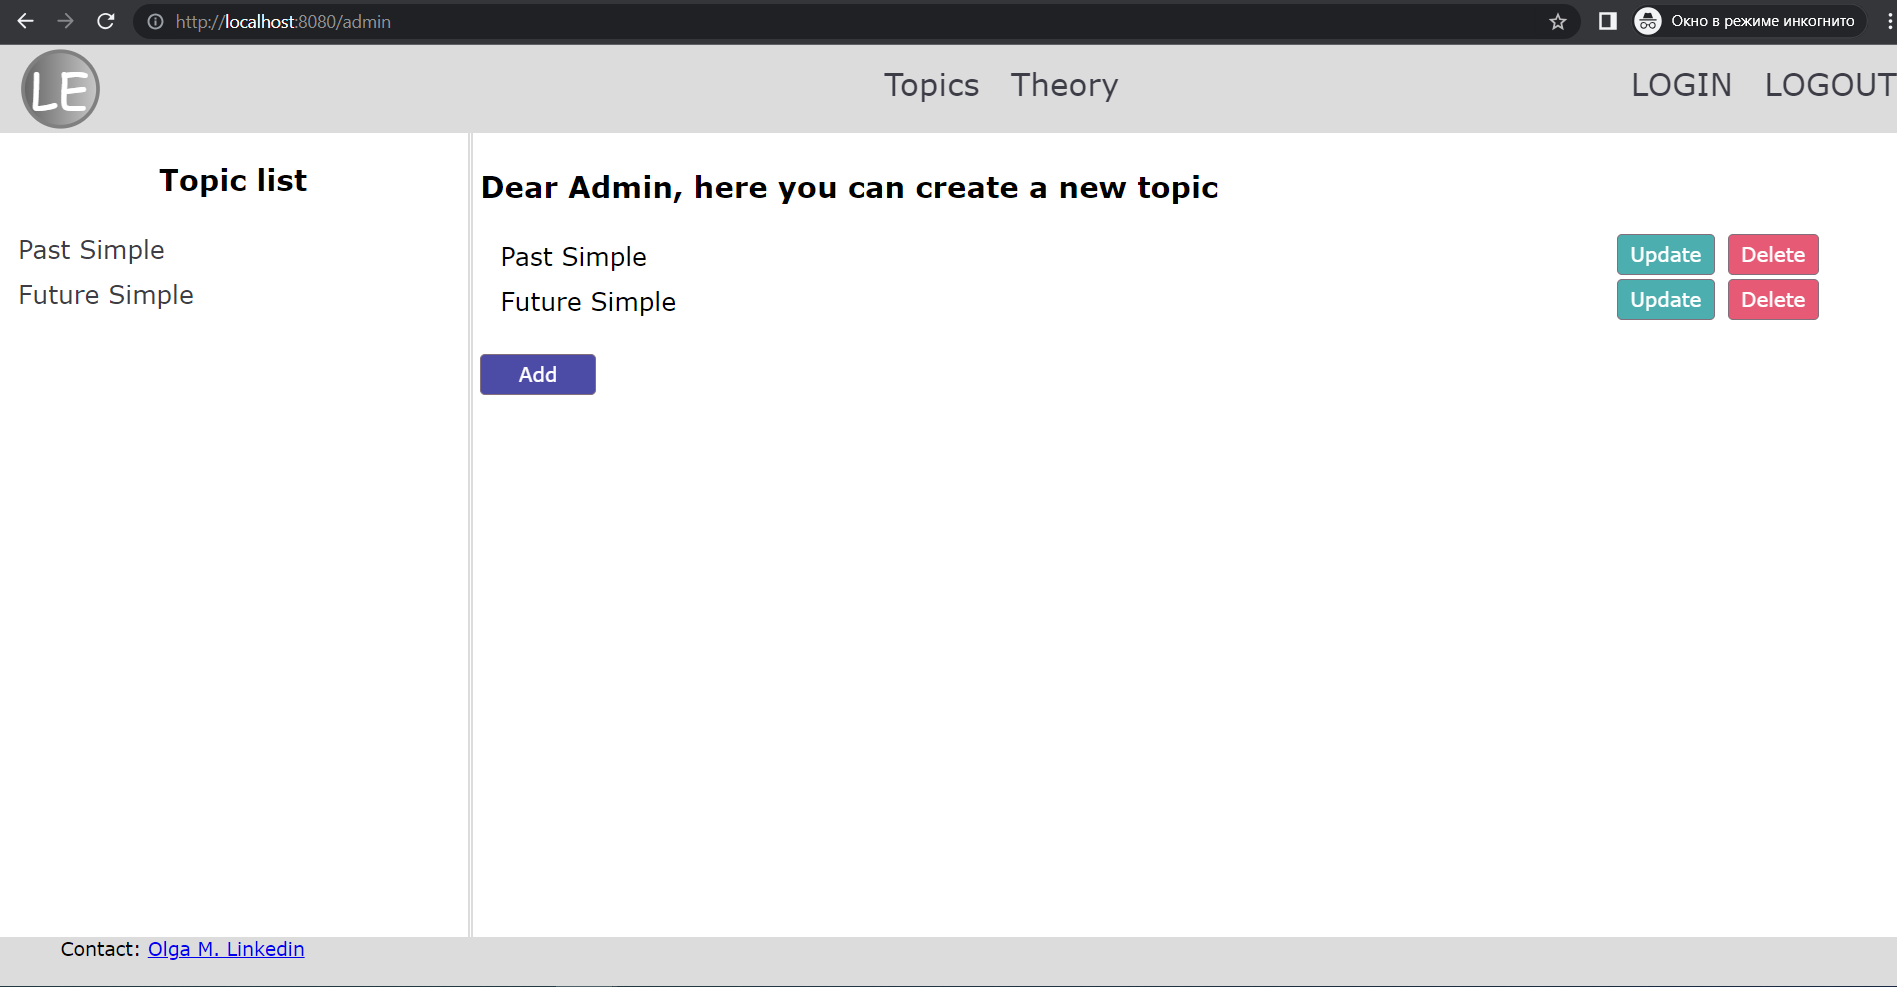 http://localhost:8080/admin
Окно в режиме инкогнито
LE
Topics Theory
LOGIN LOGOUT
Topic list
Past Simple
Future Simple
Dear Admin, here you can create a new topic
Past Simple Update Delete
Future Simple Update Delete
Add
Contact: Olga M. Linkedin